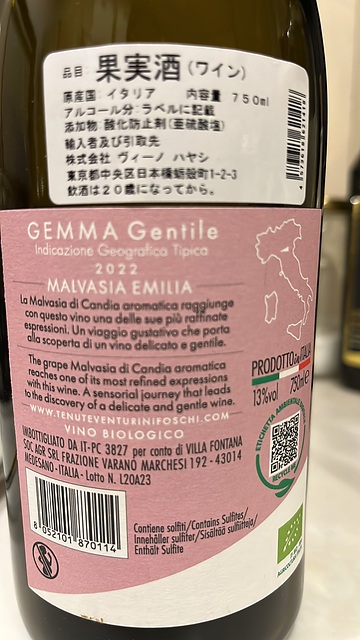 品目 果実酒(ワイン)
原産国:イタリア 内容量 750ml
アルコール分:ラベルに記載
添加物:酸化防止剤(亜硫酸塩)
輸入者及び引取先
株式会社 ヴィーノ ハヤシ
東京都中央区日本橋蛎殻町1-2-3
飲酒は20歳になってから。
GEMMA Gentile
Indicazione Geografica Tipica
2022
MALVASIA EMILIA
La Malvasia di Candia aromatica raggiunge
con questo vino una delle sue più raffinate
espressioni. Un viaggio gustativo che porta
alla scoperta di un vino delicato e gentile.
The grape Malvasia di Candia aromatica
reaches one of its most refined expressions
with this wine. A sensorial journey that leads
to the discovery of a delicate and gentle wine.
WWW.TENUTEVENTURINIFOSCHI.COM
VINO BIOLOGICO
IMBOTTIGLIATO DA IT-PC 3827 per conto di VILLA FONTANA
SOC AGR SRL FRAZIONE VARANO MARCHESI 192 - 43014
MEDESANO - ITALIA - Lotto N. L20A23
PRODOTTO in ITALIA
13%vol 750ml e
ETICHETTA AMBIENTALE
8 052101 870114
Contiene solfiti/Contains Sulfites/
Innehåller sulfiter/Sisältää sulfiittoja/
Enthält Sulfite